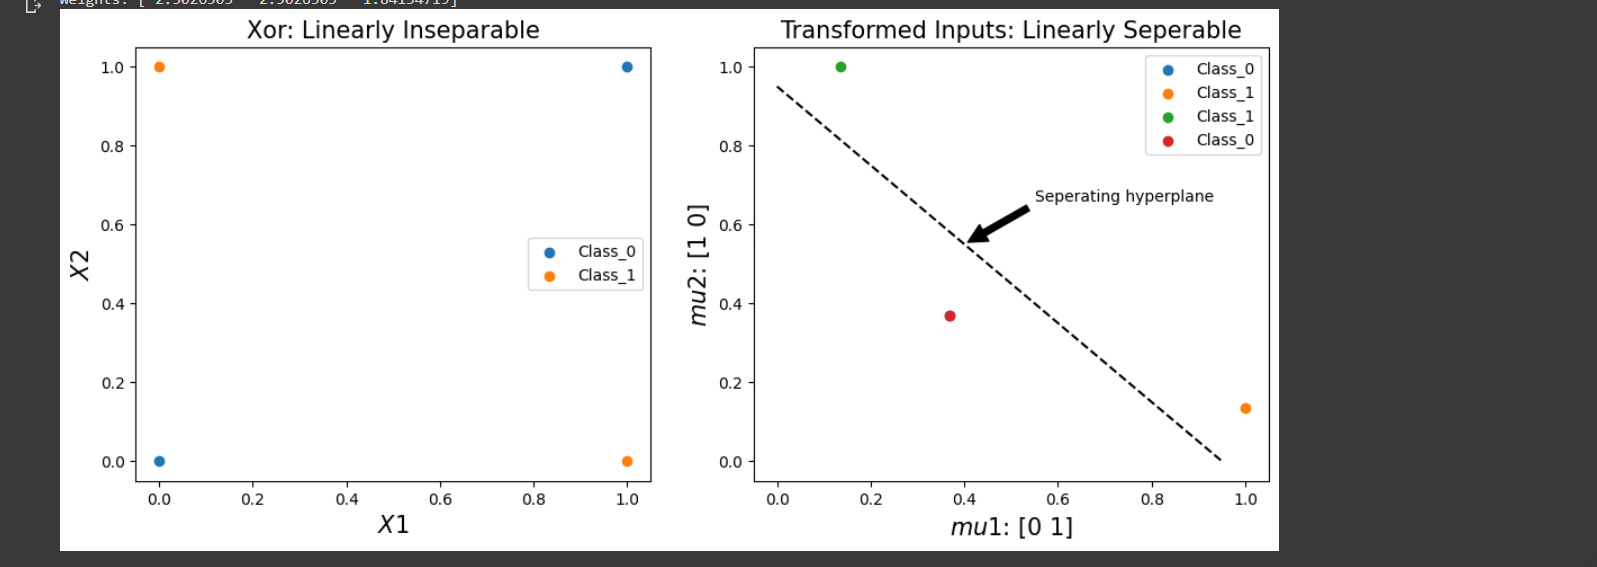 Xor: Linearly Inseparable
1.0
0.8
0.6
0.4
0.2
0.0
X2
Class_0
Class_1
0.0 0.2 0.4 0.6 0.8 1.0
X1
Transformed Inputs: Linearly Seperable
1.0
0.8
0.6
0.4
0.2
0.0
mu2: [1 0]
Class_0
Class_1
Class_1
Class_0
Seperating hyperplane
0.0 0.2 0.4 0.6 0.8 1.0
mu1: [0 1]